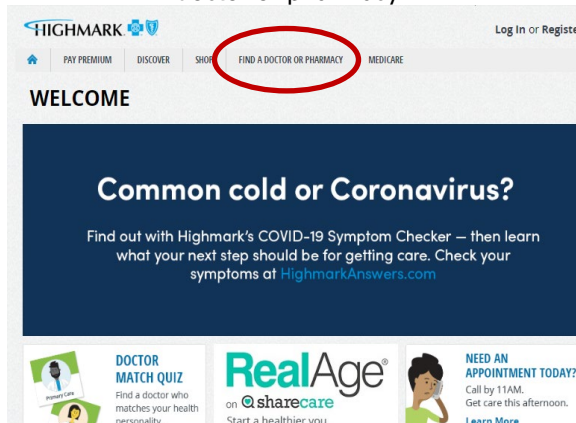 HIGHMARK
Log In or Registe
PAY PREMIUM DISCOVER SHOP FIND A DOCTOR OR PHARMACY MEDICARE
WELCOME
Common cold or Coronavirus?
Find out with Highmark's COVID-19 Symptom Checker — then learn
what your next step should be for getting care. Check your
symptoms at HighmarkAnswers.com
DOCTOR
MATCH QUIZ
Find a doctor who
matches your health
personality
Primary Care
RealAge®
on sharecare
Start a healthier you
NEED AN
APPOINTMENT TODAY?
Call by 11AM.
Get care this afternoon.
Learn More